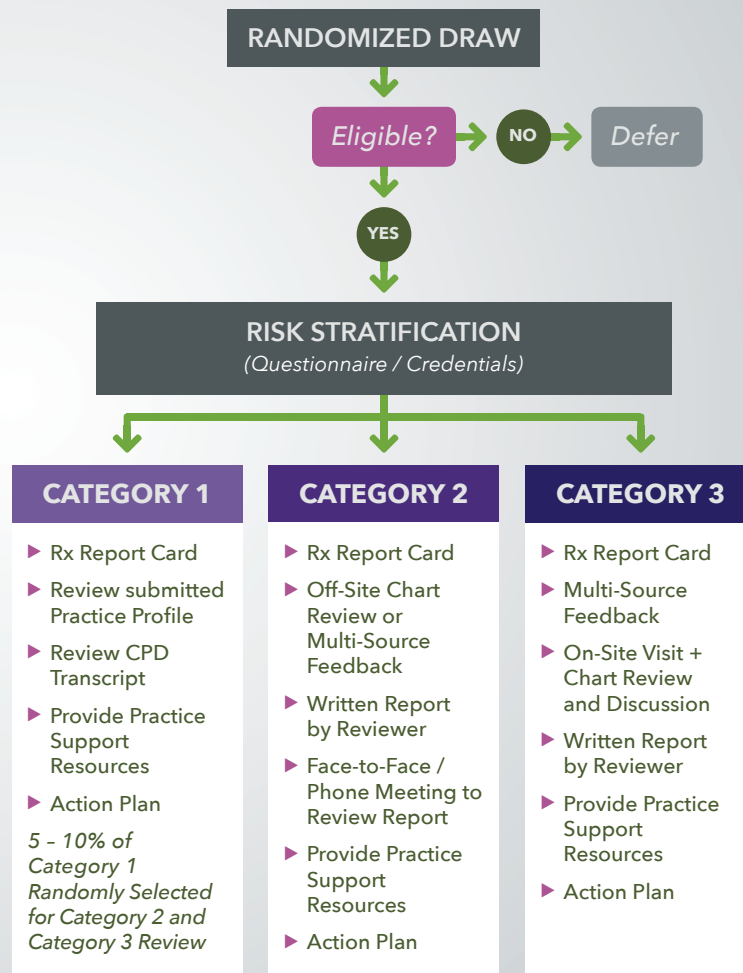 RANDOMIZED DRAW
Eligible?
NO
Defer
YES
RISK STRATIFICATION
(Questionnaire / Credentials)
CATEGORY 1
Rx Report Card
Review submitted
Practice Profile
Review CPD
Transcript
Provide Practice
Support
Resources
Action Plan
5 – 10% of
Category 1
Randomly Selected
for Category 2 and
Category 3 Review
CATEGORY 2
Rx Report Card
Off-Site Chart
Review or
Multi-Source
Feedback
Written Report
by Reviewer
Face-to-Face /
Phone Meeting to
Review Report
Provide Practice
Support
Resources
Action Plan
CATEGORY 3
Rx Report Card
Multi-Source
Feedback
On-Site Visit +
Chart Review
and Discussion
Written Report
by Reviewer
Provide Practice
Support
Resources
Action Plan